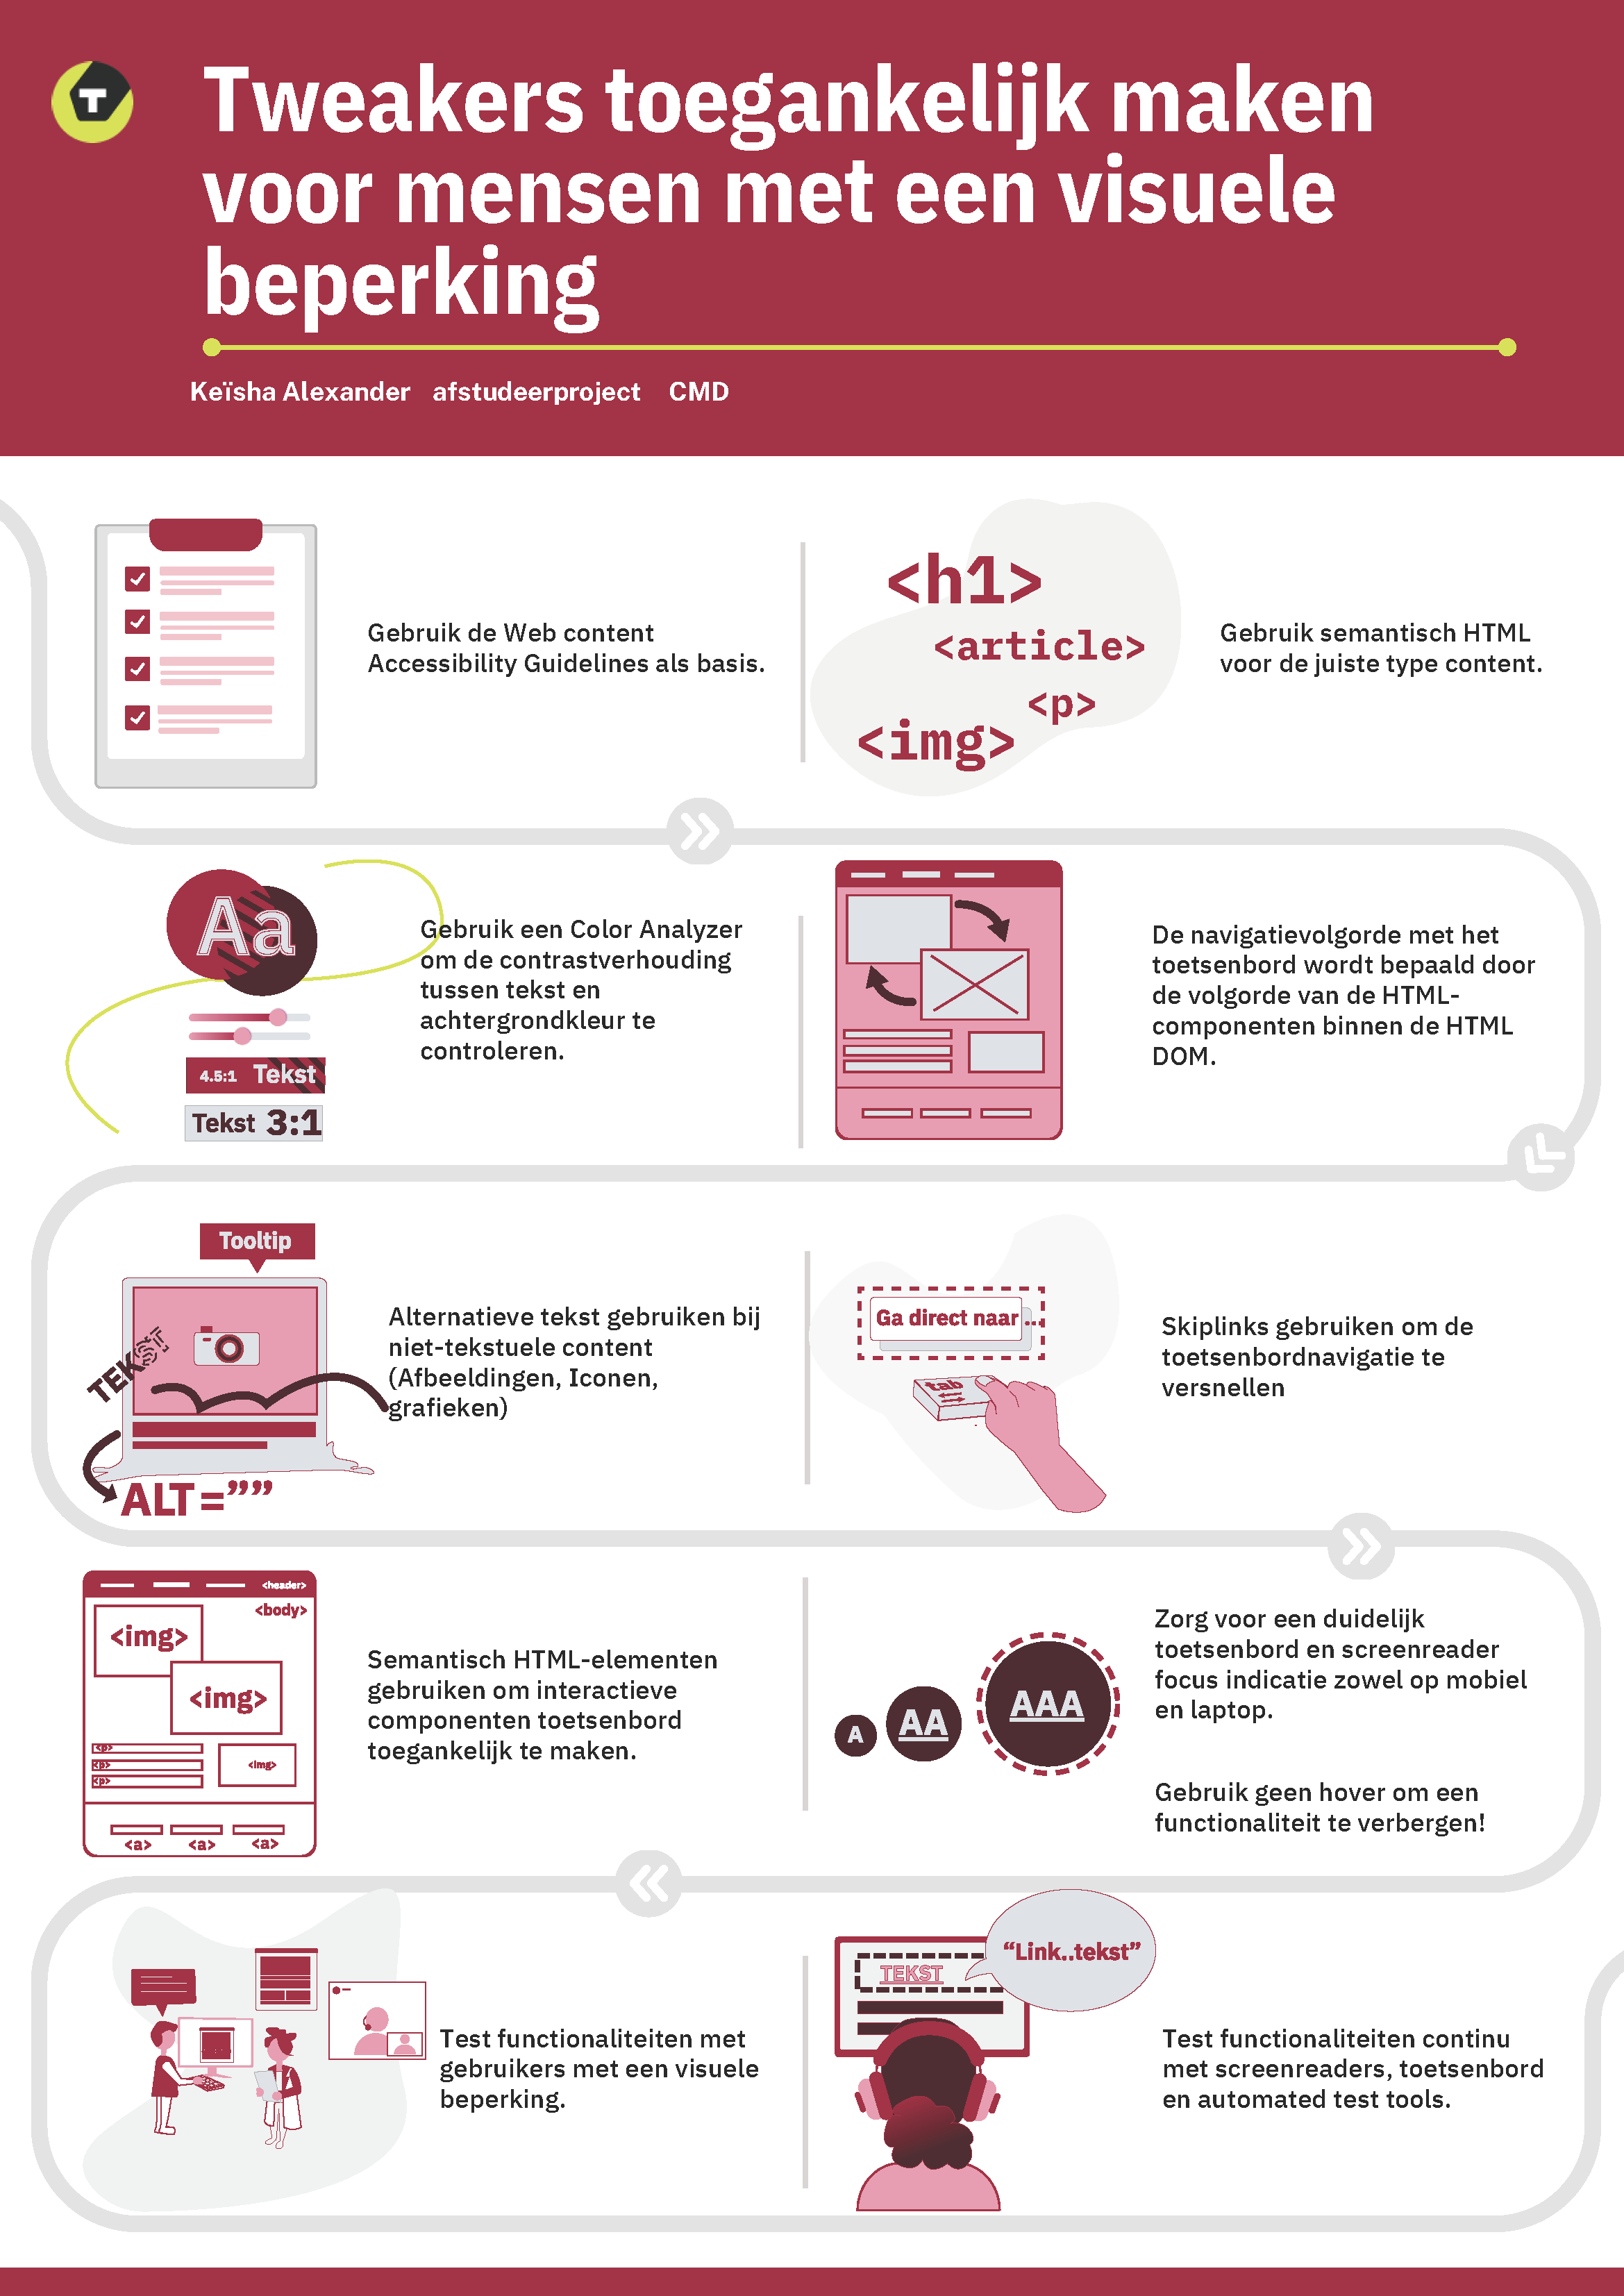 T
Tweakers toegankelijk maken
voor mensen met een visuele
beperking
Keïsha Alexander afstudeerproject CMD
Gebruik de Web content
Accessibility Guidelines als basis.
<h1>
<article>
<p>
<img>
Gebruik semantisch HTML
voor de juiste type content.
Aa
4.5:1 Tekst
Tekst 3:1
Gebruik een Color Analyzer
om de contrastverhouding
tussen tekst en
achtergrondkleur te
controleren.
De navigatievolgorde met het
toetsenbord wordt bepaald door
de volgorde van de HTML-
componenten binnen de HTML
DOM.
Tooltip
TEKST
ALT=””
Alternatieve tekst gebruiken bij
niet-tekstuele content
(Afbeeldingen, Iconen,
grafieken)
Ga direct naar ...
tab
Skiplinks gebruiken om de
toetsenbordnavigatie te
versnellen
<header>
<body>
<img>
<img>
<p>
<p>
<p>
<img>
<a> <a> <a>
Semantisch HTML-elementen
gebruiken om interactieve
componenten toetsenbord
toegankelijk te maken.
A AA AAA
Zorg voor een duidelijk
toetsenbord en screenreader
focus indicatie zowel op mobiel
en laptop.
Gebruik geen hover om een
functionaliteit te verbergen!
Test functionaliteiten met
gebruikers met een visuele
beperking.
“Link..tekst”
TEKST
Test functionaliteiten continu
met screenreaders, toetsenbord
en automated test tools.